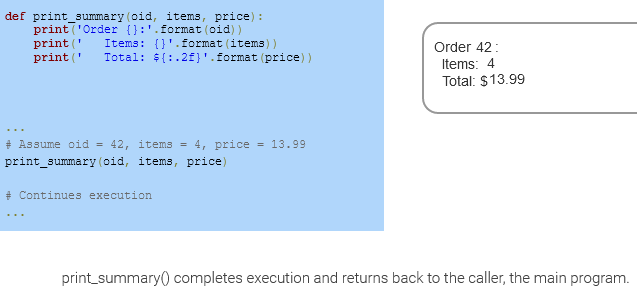 def print_summary(oid, items, price):
    print('Order {}:'.format(oid))
    print('   Items: {}'.format(items))
    print('   Total: ${:.2f}'.format(price))
...
# Assume oid = 42, items = 4, price = 13.99
print_summary(oid, items, price)
# Continues execution
...
Order 42 :
Items: 4
Total: $13.99
print_summary() completes execution and returns back to the caller, the main program.